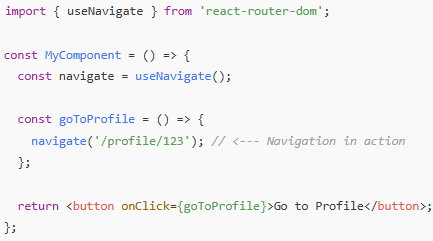 import { useNavigate } from 'react-router-dom';
const MyComponent = () => {
const navigate = useNavigate();
const goToProfile = () => {
navigate('/profile/123'); // <--- Navigation in action
};
return <button onClick={goToProfile}>Go to Profile</button>;
};